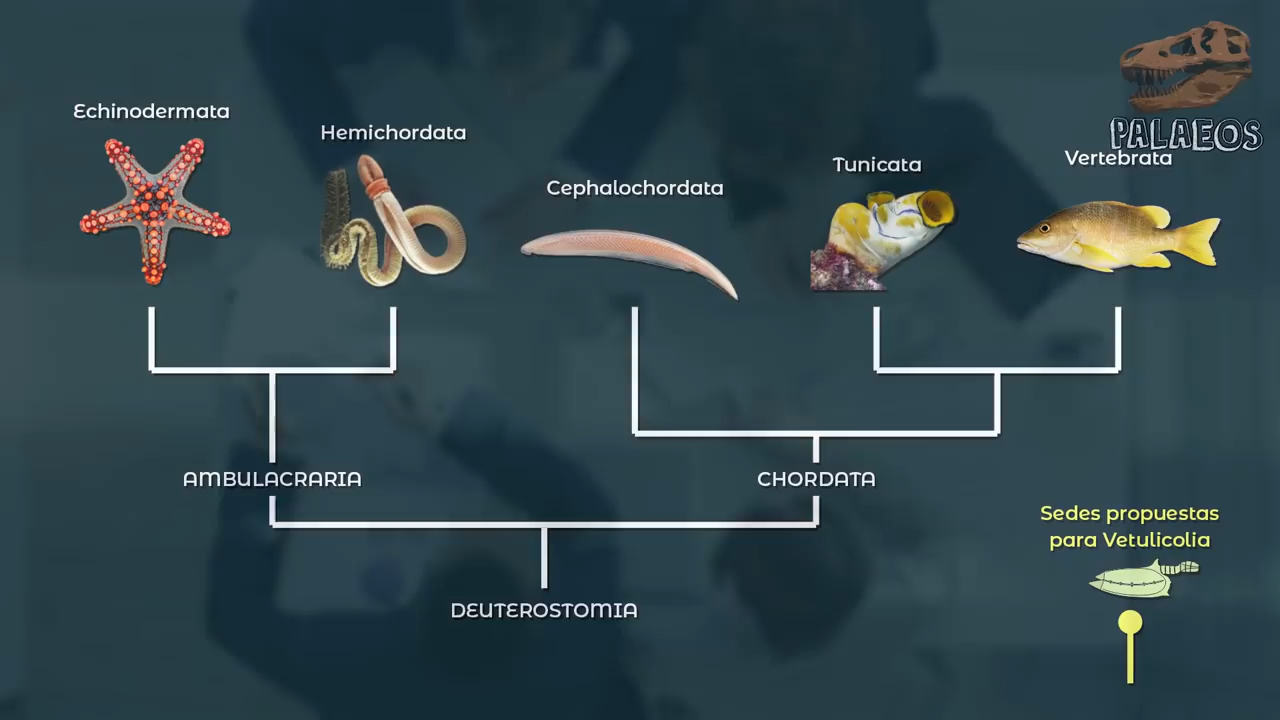 Echinodermata
Hemichordata
Cephalochordata
Tunicata
PALAEOS
Vertebrata
AMBULACRARIA
CHORDATA
Sedes propuestas
para Vetulicolia
DEUTEROSTOMIA